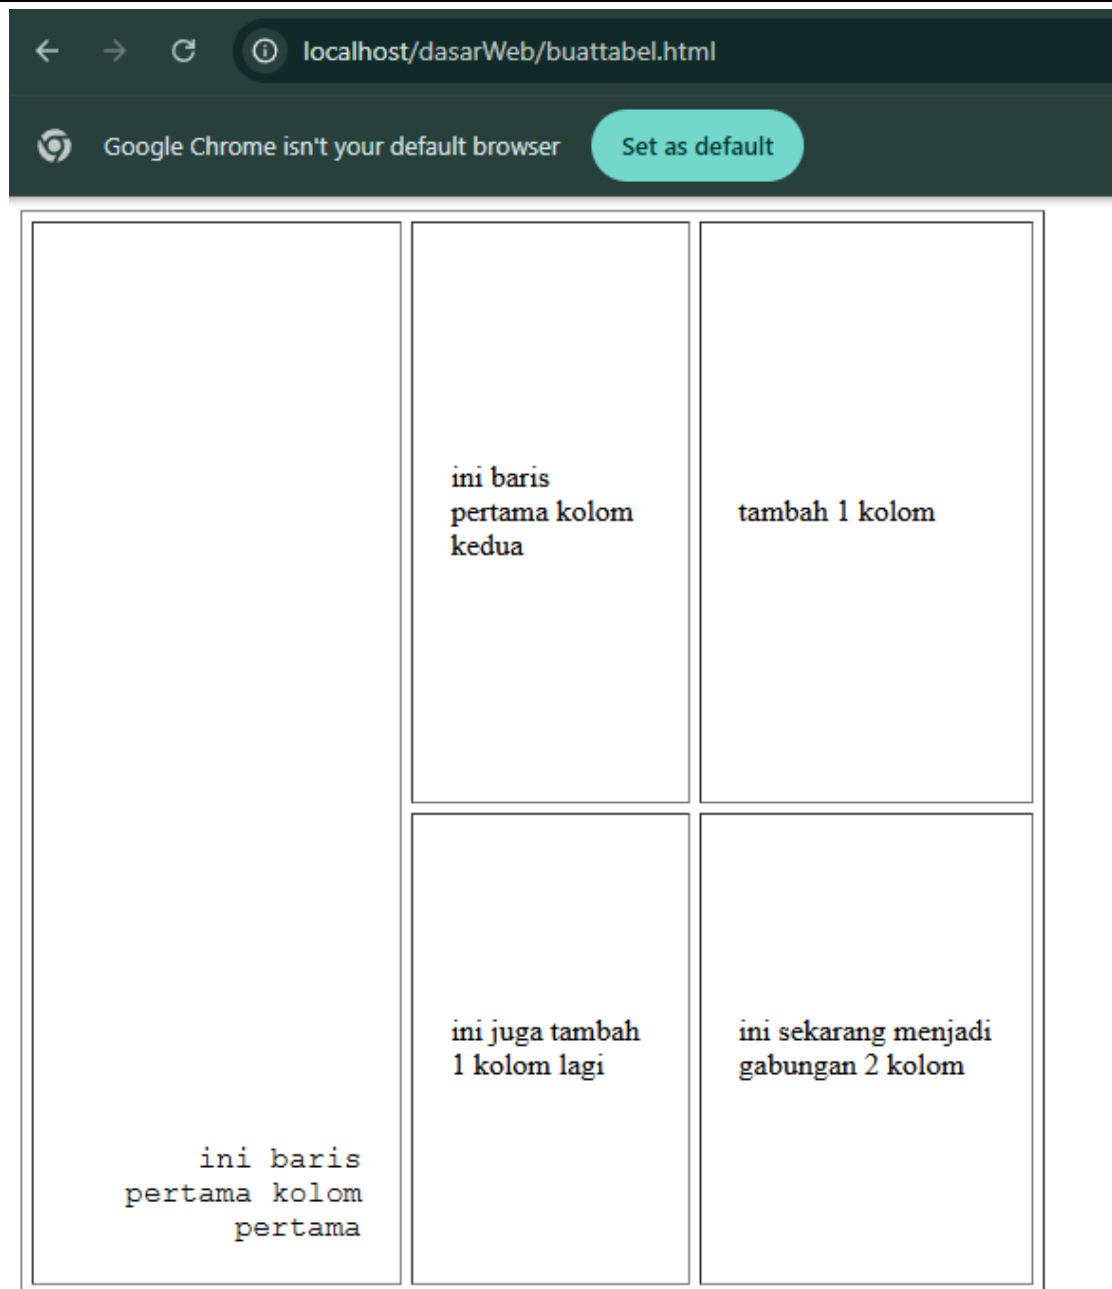 localhost/dasarWeb/buattabel.html
Google Chrome isn't your default browser
Set as default
ini baris
pertama kolom
kedua
tambah 1 kolom
ini baris
pertama kolom
pertama
ini juga tambah
1 kolom lagi
ini sekarang menjadi
gabungan 2 kolom